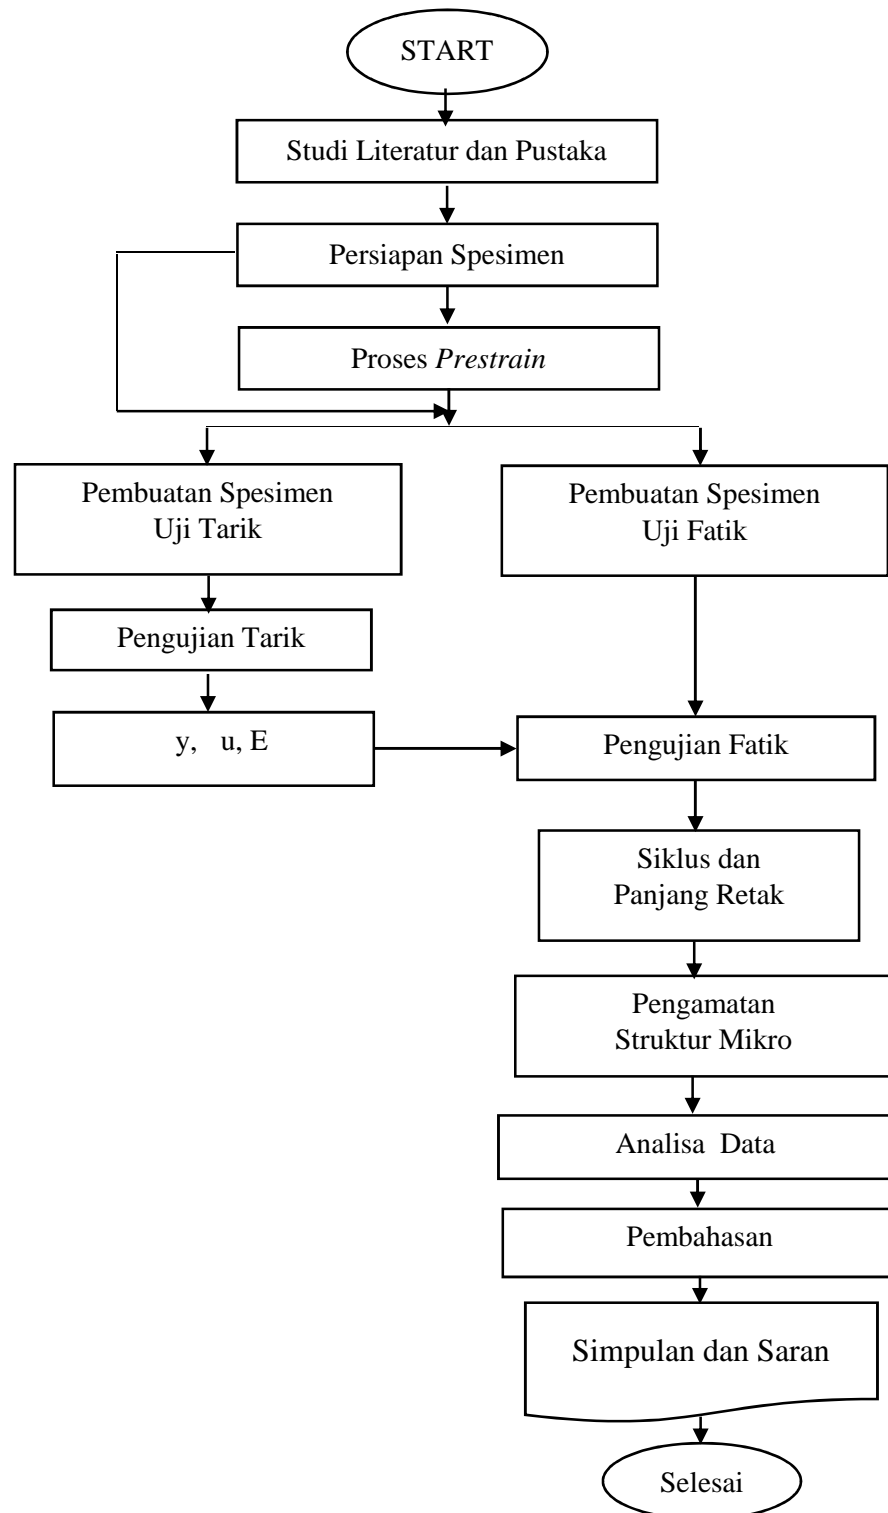 START
Studi Literatur dan Pustaka
Persiapan Spesimen
Proses Prestrain
Pembuatan Spesimen
Uji Tarik
Pembuatan Spesimen
Uji Fatik
Pengujian Tarik
y, u, E
Pengujian Fatik
Siklus dan
Panjang Retak
Pengamatan
Struktur Mikro
Analisa Data
Pembahasan
Simpulan dan Saran
Selesai